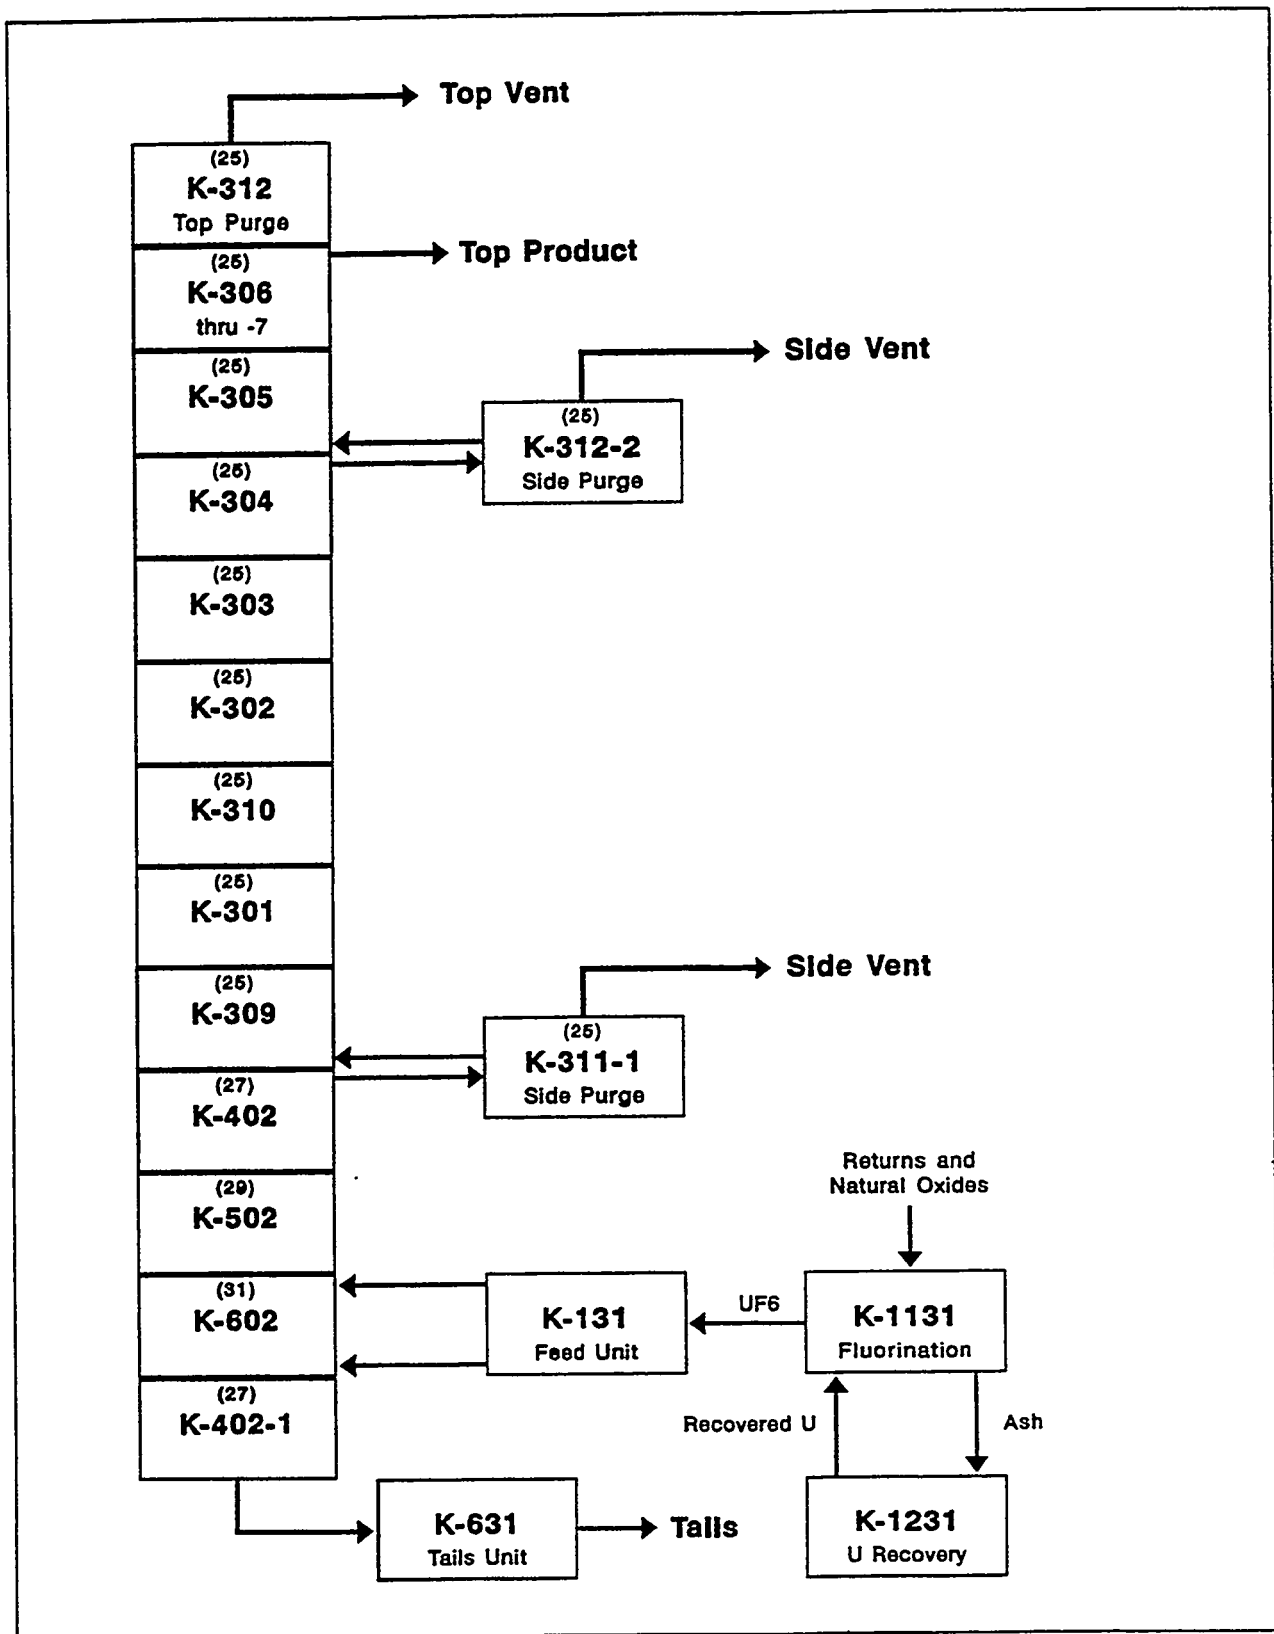 Top Vent
(25)
K-312
Top Purge
Top Product
(25)
K-306
thru -7
Side Vent
(25)
K-305
(25)
K-312-2
Side Purge
(25)
K-304
(25)
K-303
(25)
K-302
(25)
K-310
(25)
K-301
Side Vent
(25)
K-309
(25)
K-311-1
Side Purge
(27)
K-402
Returns and
Natural Oxides
(29)
K-502
(31)
K-602
K-131
Feed Unit
UF6
K-1131
Fluorination
(27)
K-402-1
Recovered U
Ash
K-631
Tails Unit
Tails
K-1231
U Recovery